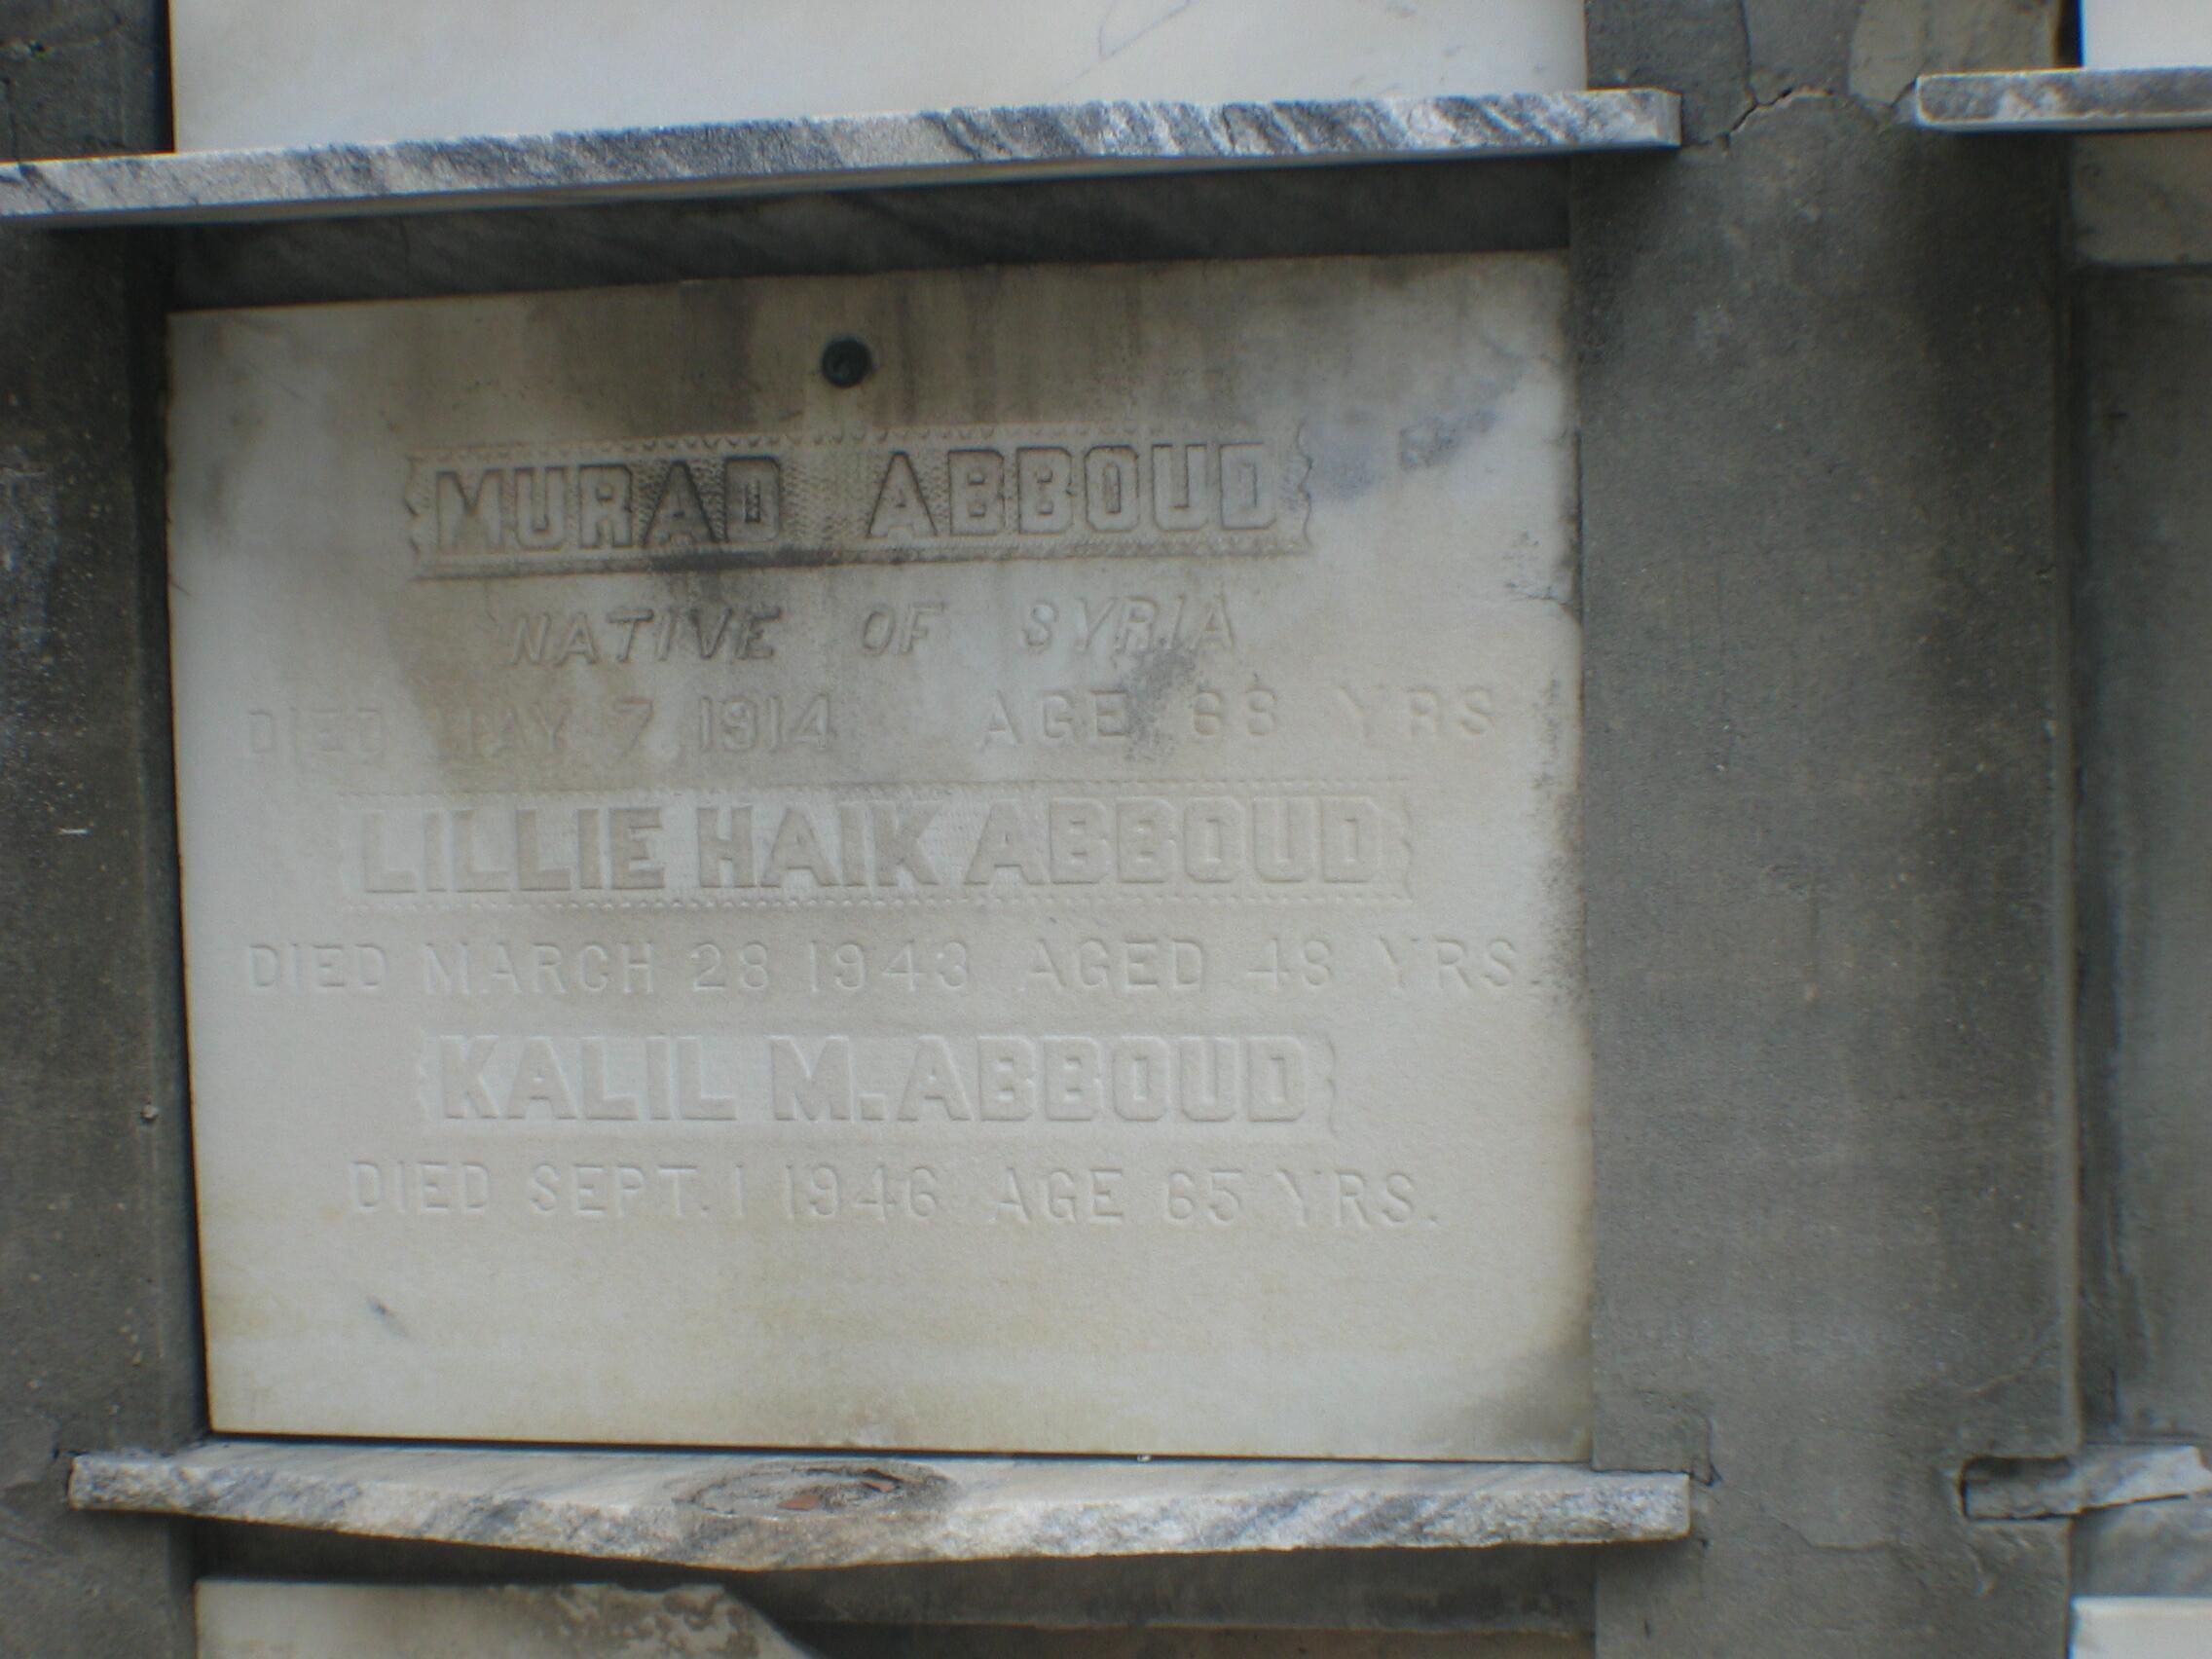 MURAD ABBOUD
NATIVE OF SYRIA
DIED MAY 7, 1914 AGE 68 YRS
LILLIE HAIK ABBOUD
DIED MARCH 28 1943 AGED 48 YRS.
KALIL M. ABBOUD
DIED SEPT. 1 1946 AGE 65 YRS.